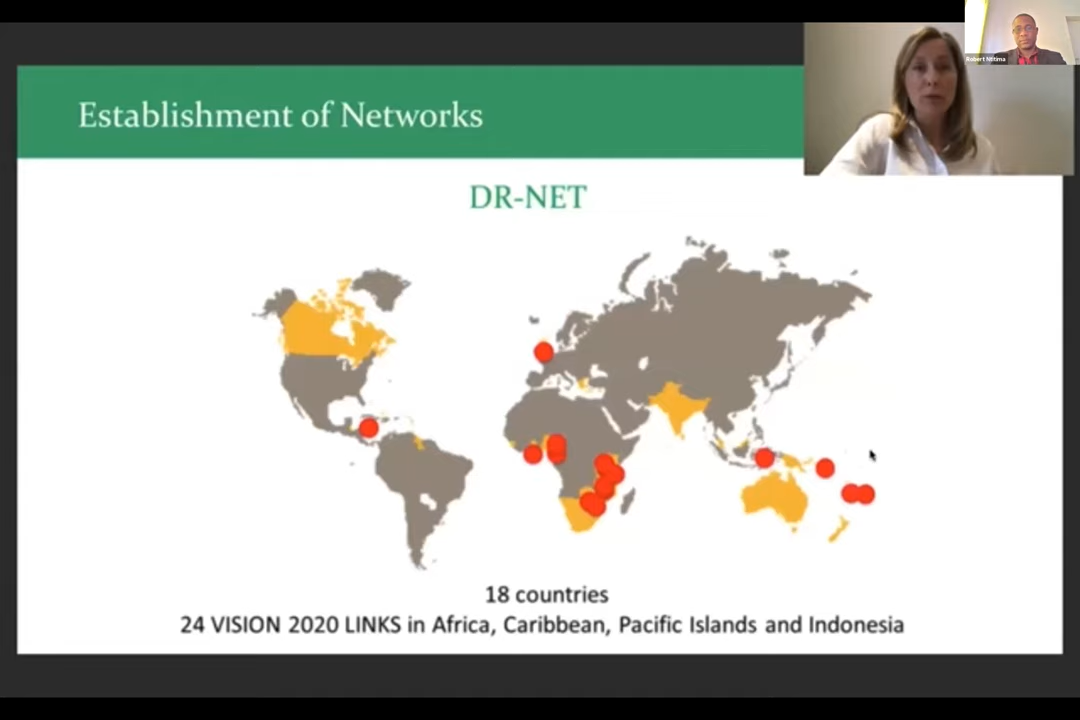 Establishment of Networks
Robert Ntitima
DR-NET
18 countries
24 VISION 2020 LINKS in Africa, Caribbean, Pacific Islands and Indonesia